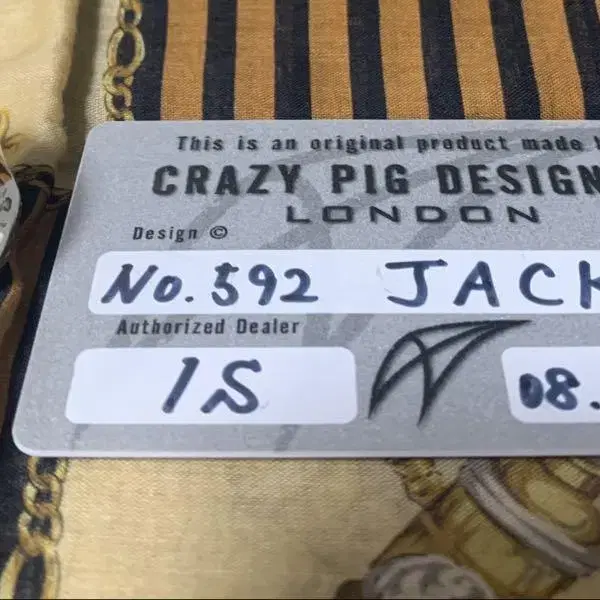 This is an original product made
CRAZY PIG DESIGN
LONDON
Design ©
No. 592 JACK
Authorized Dealer
IS
08.